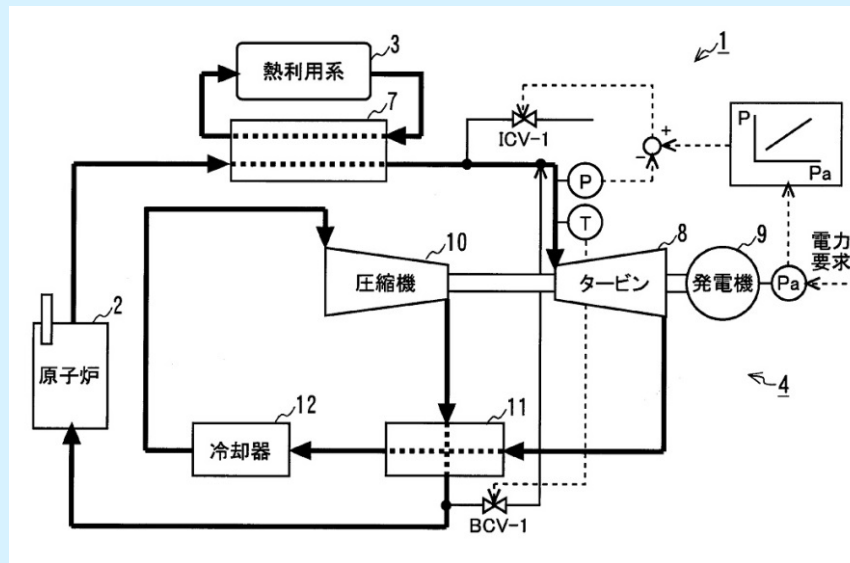 3
熱利用系
7
1
ICV-1
+
−
P
Pa
P
T
10
圧縮機
8
タービン
9
発電機
Pa
電力
要求
2
原子炉
12
冷却器
11
BCV-1
4